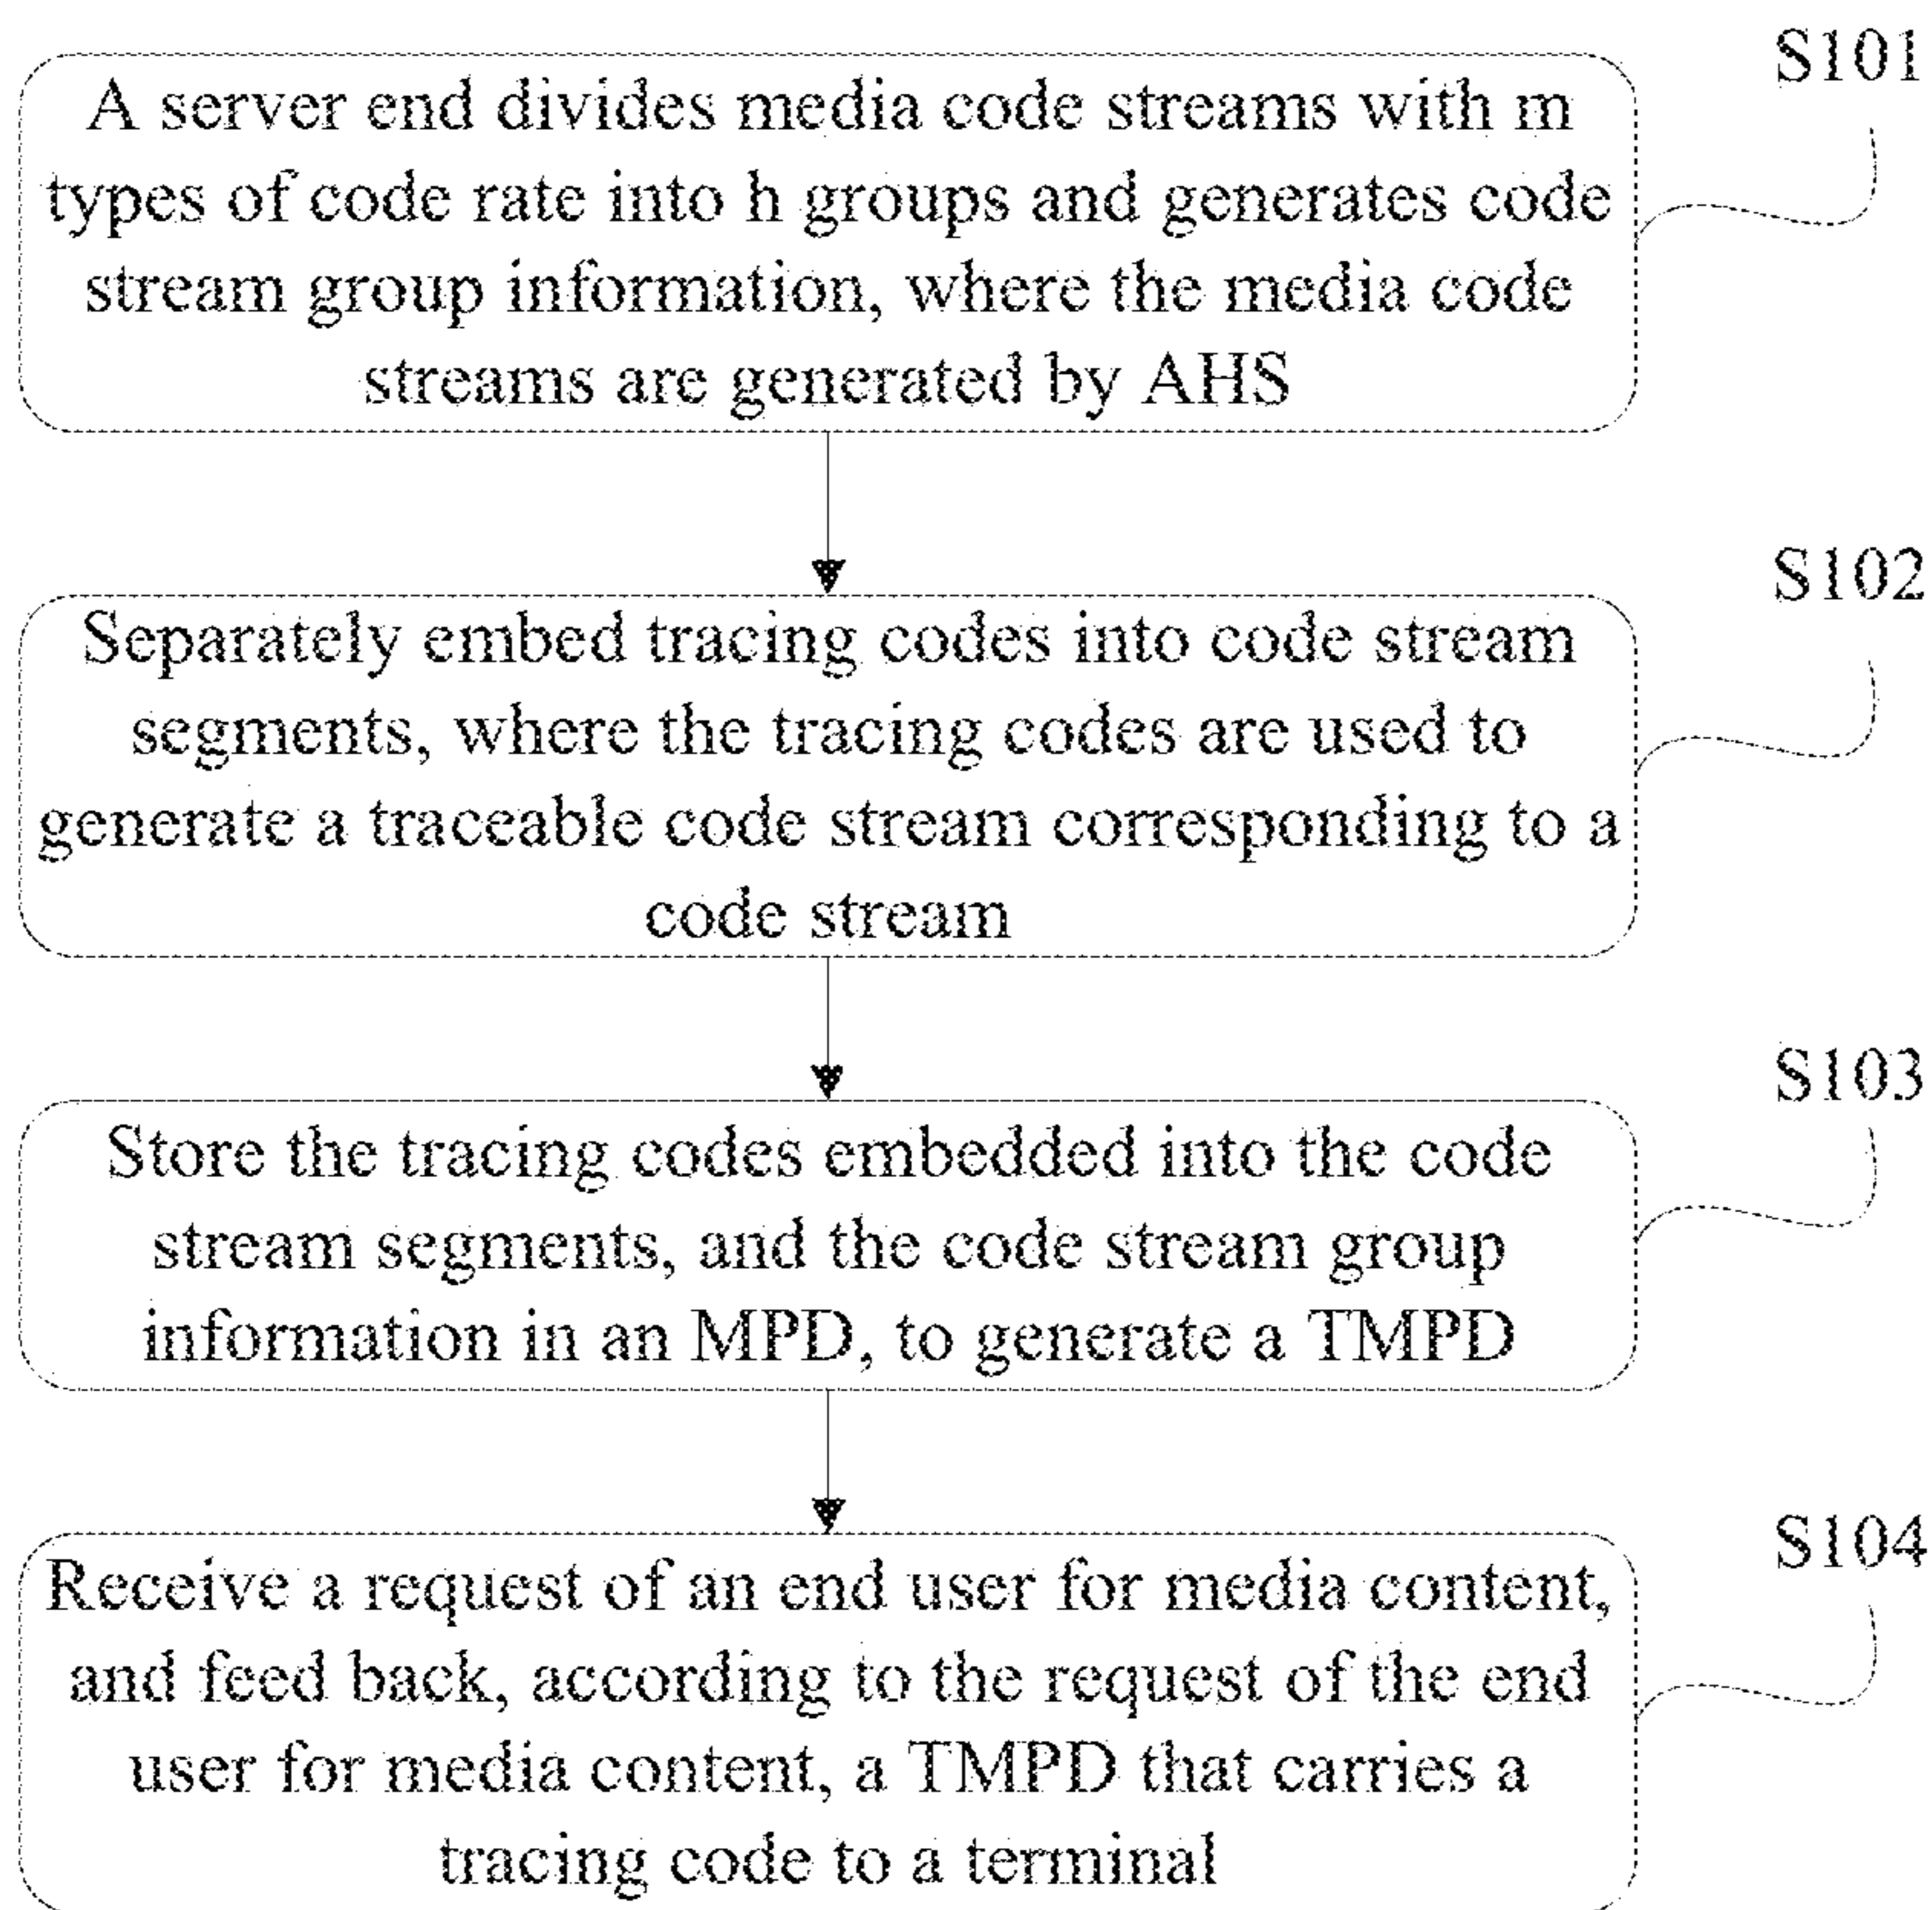 S101
A server end divides media code streams with m
types of code rate into h groups and generates code
stream group information, where the media code
streams are generated by AHS
S102
Separately embed tracing codes into code stream
segments, where the tracing codes are used to
generate a traceable code stream corresponding to a
code stream
S103
Store the tracing codes embedded into the code
stream segments, and the code stream group
information in an MPD, to generate a TMPD
S104
Receive a request of an end user for media content,
and feed back, according to the request of the end
user for media content, a TMPD that carries a
tracing code to a terminal